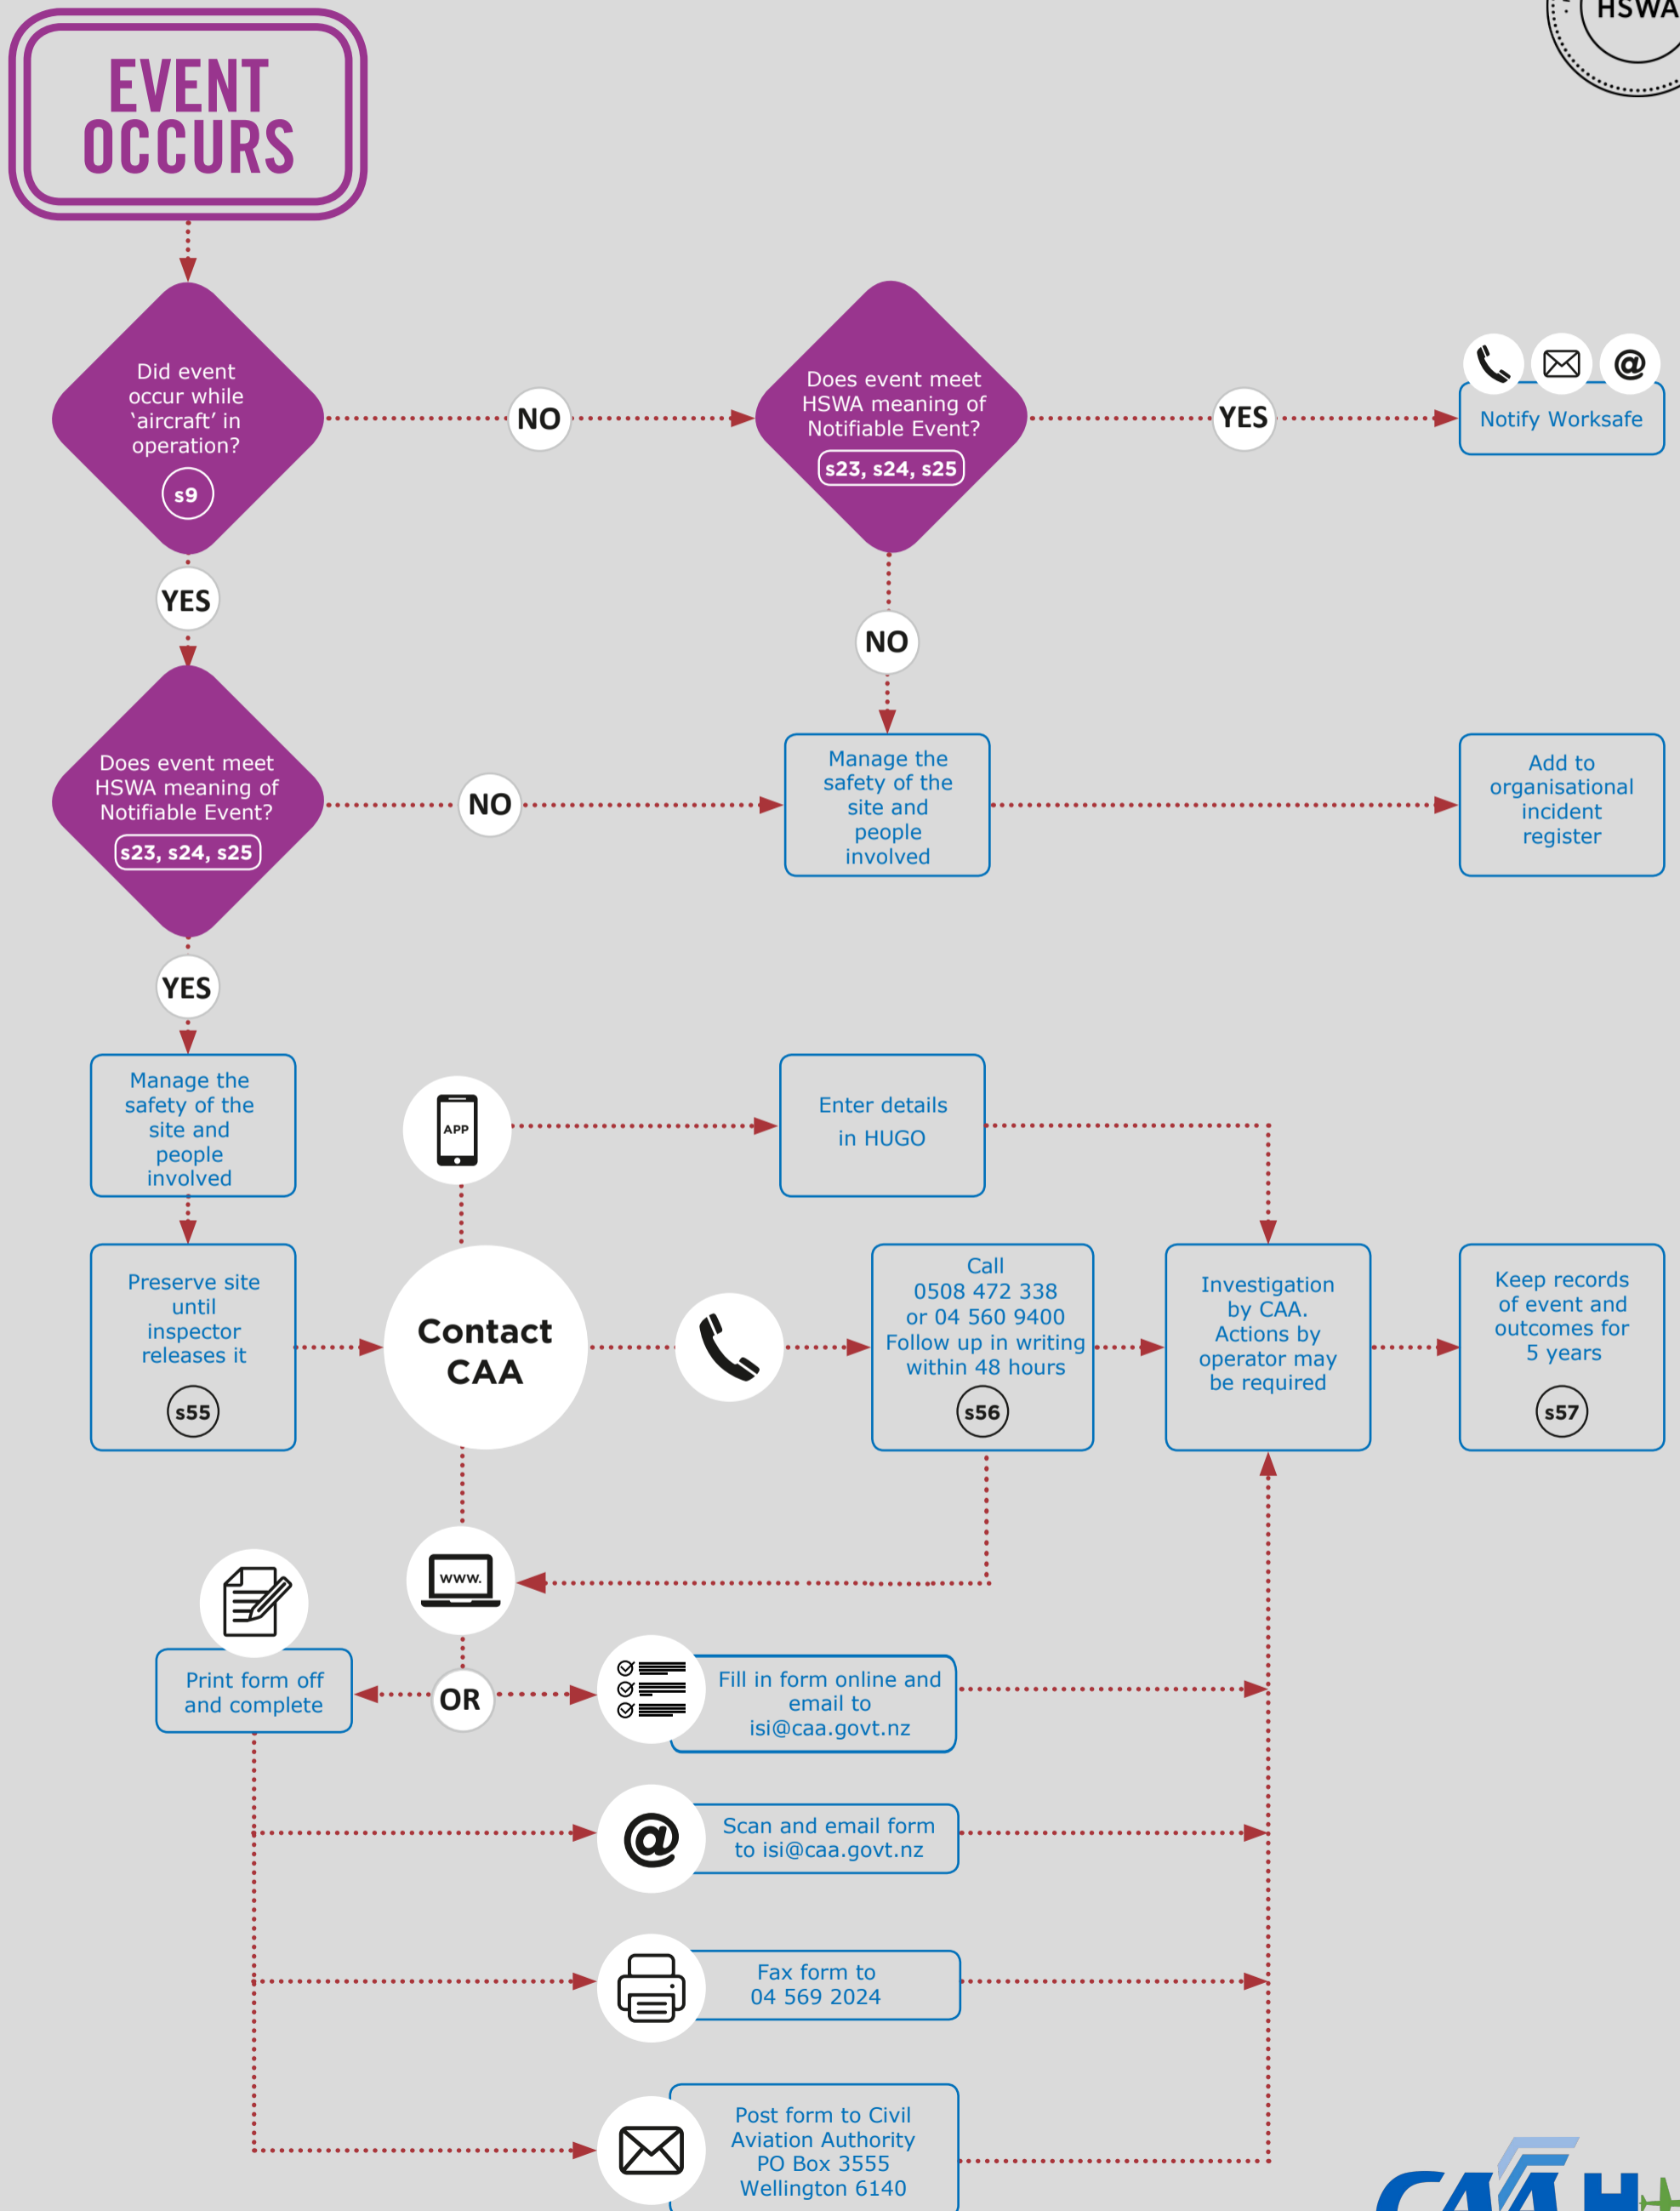 HSWA
EVENT
OCCURS
Did event
occur while
‘aircraft’ in
operation?
s9
NO
Does event meet
HSWA meaning of
Notifiable Event?
s23, s24, s25
YES
Notify Worksafe
YES
NO
Does event meet
HSWA meaning of
Notifiable Event?
s23, s24, s25
NO
Manage the
safety of the
site and
people
involved
Add to
organisational
incident
register
YES
Manage the
safety of the
site and
people
involved
APP
Enter details
in HUGO
Preserve site
until
inspector
releases it
s55
Contact
CAA
Call
0508 472 338
or 04 560 9400
Follow up in writing
within 48 hours
s56
Investigation
by CAA.
Actions by
operator may
be required
Keep records
of event and
outcomes for
5 years
s57
www.
Print form off
and complete
OR
Fill in form online and
email to
isi@caa.govt.nz
Scan and email form
to isi@caa.govt.nz
Fax form to
04 569 2024
Post form to Civil
Aviation Authority
PO Box 3555
Wellington 6140
CAA H